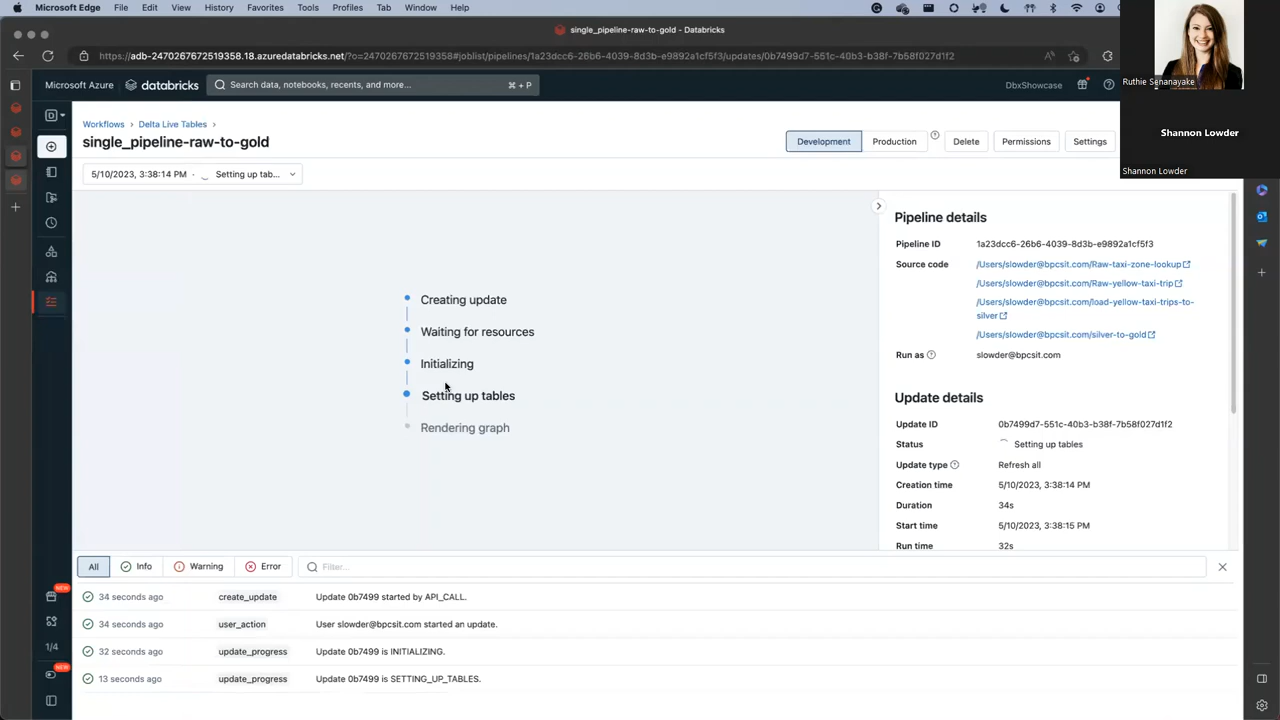 Microsoft Edge File Edit View History Favorites Tools Profiles Tab Window Help
single_pipeline-raw-to-gold - Databricks
https://adb-2470267672519358.18.azuredatabricks.net/?o=2470267672519358#joblist/pipelines/1a23dcc6-26b6-4039-8d3b-e9892a1cf5f3/updates/0b7499d7-551c-40b3-b38f-7b58f027d1f2
Ruthie Senanayake
Microsoft Azure databricks Search data, notebooks, recents, and more... ⌘ + P DbxShowcase
Shannon Lowder
Shannon Lowder
Workflows > Delta Live Tables >
single_pipeline-raw-to-gold
Development Production Delete Permissions Settings
5/10/2023, 3:38:14 PM · Setting up tab...
Creating update
Waiting for resources
Initializing
Setting up tables
Rendering graph
Pipeline details
Pipeline ID 1a23dcc6-26b6-4039-8d3b-e9892a1cf5f3
Source code /Users/slowder@bpcsit.com/Raw-taxi-zone-lookup
/Users/slowder@bpcsit.com/Raw-yellow-taxi-trip
/Users/slowder@bpcsit.com/load-yellow-taxi-trips-to-
silver
/Users/slowder@bpcsit.com/silver-to-gold
Run as slowder@bpcsit.com
Update details
Update ID 0b7499d7-551c-40b3-b38f-7b58f027d1f2
Status Setting up tables
Update type Refresh all
Creation time 5/10/2023, 3:38:14 PM
Duration 34s
Start time 5/10/2023, 3:38:15 PM
Run time 32s
All Info Warning Error Filter...
NEW
34 seconds ago create_update Update 0b7499 started by API_CALL.
34 seconds ago user_action User slowder@bpcsit.com started an update.
1/4
32 seconds ago update_progress Update 0b7499 is INITIALIZING.
NEW
13 seconds ago update_progress Update 0b7499 is SETTING_UP_TABLES.